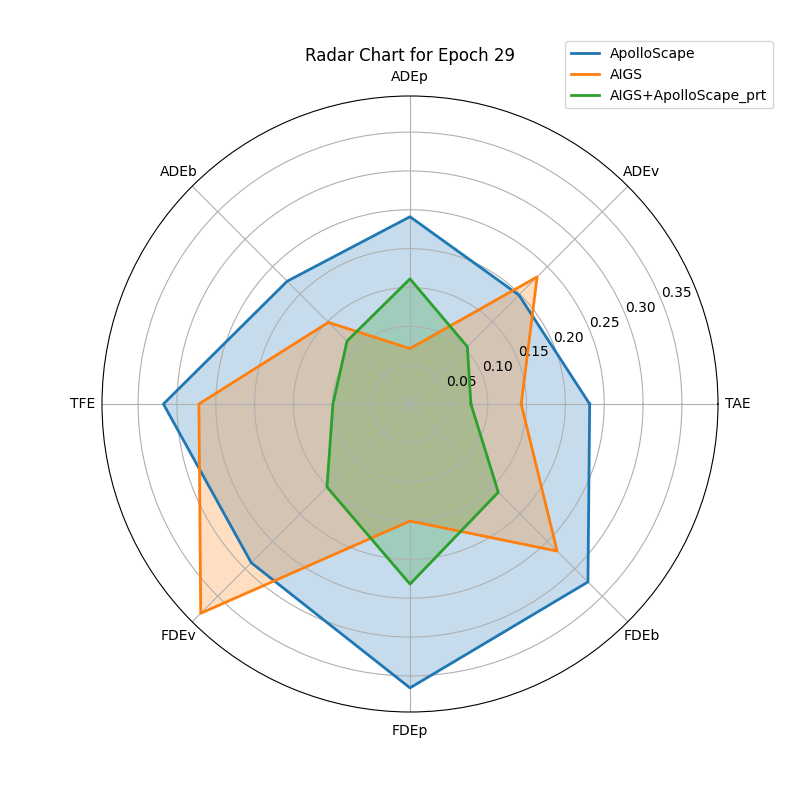 Radar Chart for Epoch 29
ApolloScape
AIGS
AIGS+ApolloScape_prt
ADEp
ADEb
ADEv
0.35
0.30
0.25
0.20
0.15
0.10
0.05
TFE
TAE
FDEv
FDEb
FDEp